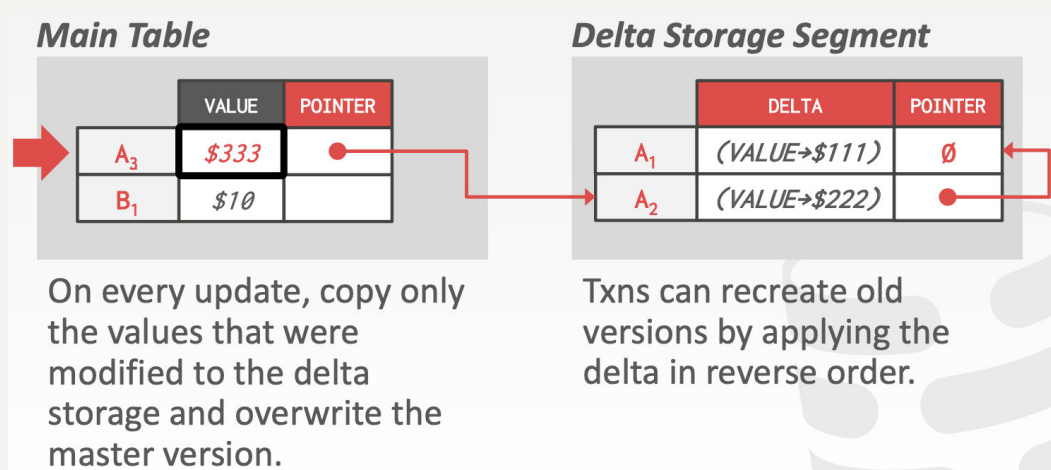 Main Table
VALUE POINTER
A₃ $333
B₁ $10
On every update, copy only
the values that were
modified to the delta
storage and overwrite the
master version.
Delta Storage Segment
DELTA POINTER
A₁ (VALUE→$111) Ø
A₂ (VALUE→$222)
Txns can recreate old
versions by applying the
delta in reverse order.